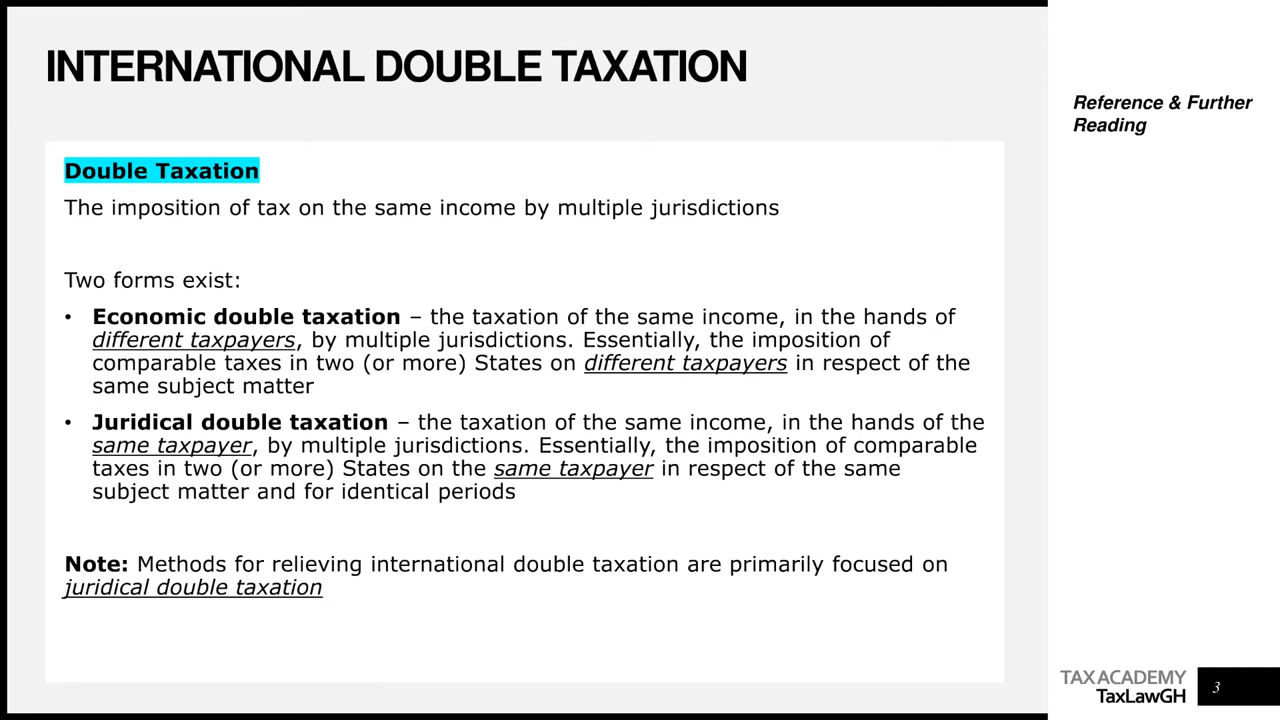 INTERNATIONAL DOUBLE TAXATION
Double Taxation
The imposition of tax on the same income by multiple jurisdictions
Two forms exist:
• Economic double taxation – the taxation of the same income, in the hands of
different taxpayers, by multiple jurisdictions. Essentially, the imposition of
comparable taxes in two (or more) States on different taxpayers in respect of the
same subject matter
• Juridical double taxation – the taxation of the same income, in the hands of the
same taxpayer, by multiple jurisdictions. Essentially, the imposition of comparable
taxes in two (or more) States on the same taxpayer in respect of the same
subject matter and for identical periods
Note: Methods for relieving international double taxation are primarily focused on
juridical double taxation
Reference & Further
Reading
TAX ACADEMY
TaxLawGH
3